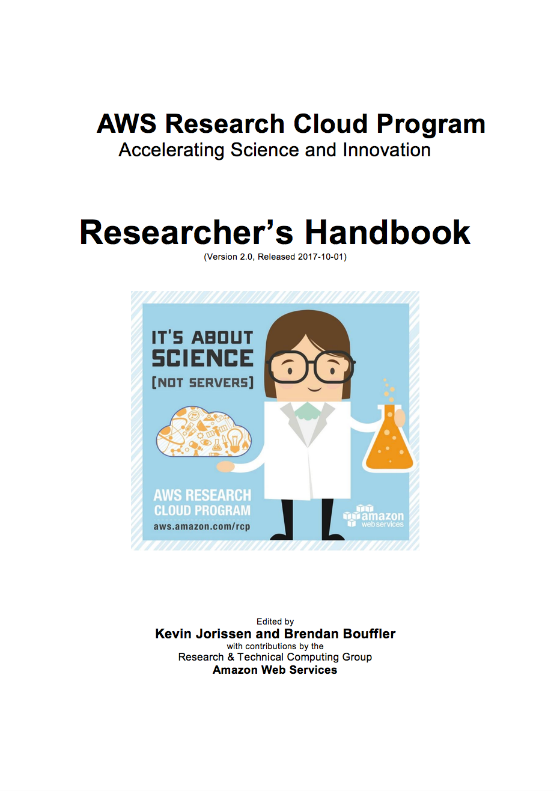 AWS Research Cloud Program
Accelerating Science and Innovation
Researcher's Handbook
(Version 2.0, Released 2017-10-01)
IT'S ABOUT
SCIENCE
[NOT SERVERS]
AWS RESEARCH
CLOUD PROGRAM
aws.amazon.com/rcp
amazon
webservices
Edited by
Kevin Jorissen and Brendan Bouffler
with contributions by the
Research & Technical Computing Group
Amazon Web Services